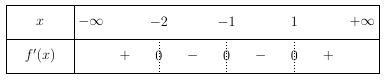 x −∞ −2 −1 1 +∞
f′(x) + 0 − 0 − 0 +